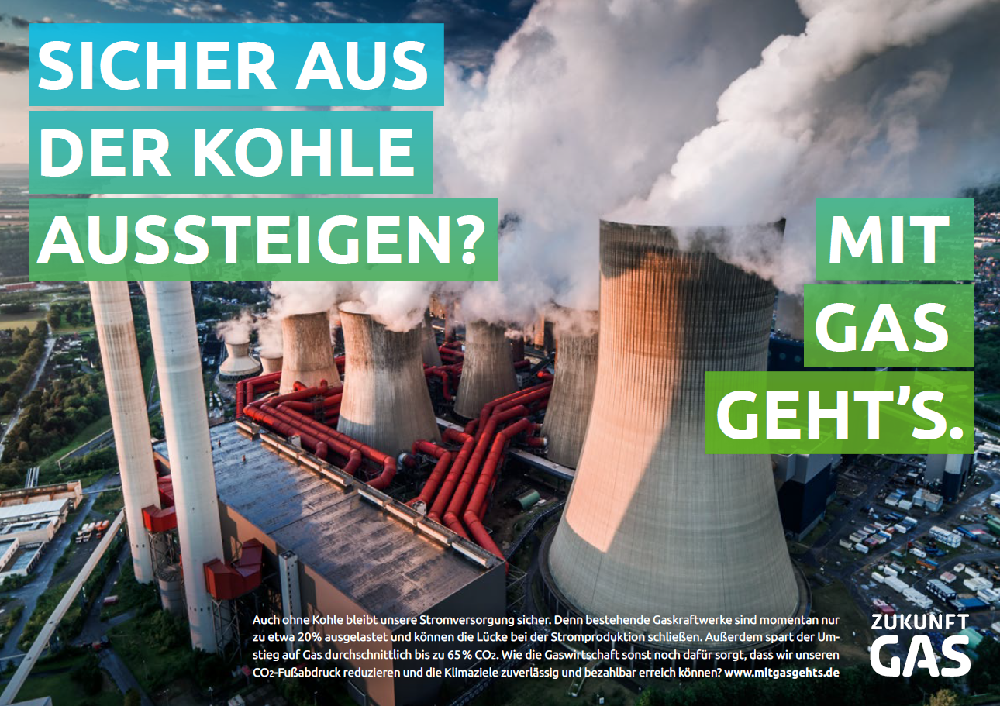 SICHER AUS
DER KOHLE
AUSSTEIGEN?
MIT
GAS
GEHT’S.
Auch ohne Kohle bleibt unsere Stromversorgung sicher. Denn bestehende Gaskraftwerke sind momentan nur
zu etwa 20% ausgelastet und können die Lücke bei der Stromproduktion schließen. Außerdem spart der Um-
stieg auf Gas durchschnittlich bis zu 65 % CO₂. Wie die Gaswirtschaft sonst noch dafür sorgt, dass wir unseren
CO₂-Fußabdruck reduzieren und die Klimaziele zuverlässig und bezahlbar erreich können? www.mitgasgehts.de
ZUKUNFT
GAS